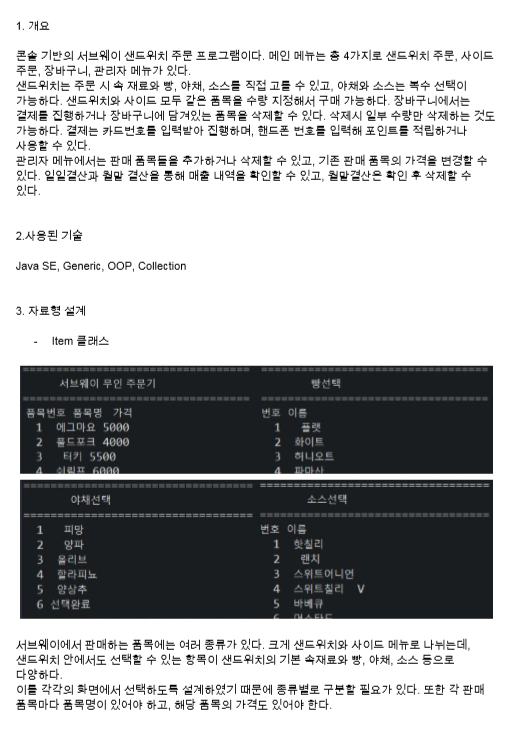 1. 개요
콘솔 기반의 서브웨이 샌드위치 주문 프로그램이다. 메인 메뉴는 총 4가지로 샌드위치 주문, 사이드
주문, 장바구니, 관리자 메뉴가 있다.
샌드위치는 주문 시 속 재료와 빵, 야채, 소스를 직접 고를 수 있고, 야채와 소스는 복수 선택이
가능하다. 샌드위치와 사이드 모두 같은 품목을 수량 지정해서 구매 가능하다. 장바구니에서는
결제를 진행하거나 장바구니에 담겨있는 품목을 삭제할 수 있다. 삭제시 일부 수량만 삭제하는 것도
가능하다. 결제는 카드번호를 입력받아 진행하며, 핸드폰 번호를 입력해 포인트를 적립하거나
사용할 수 있다.
관리자 메뉴에서는 판매 품목들을 추가하거나 삭제할 수 있고, 기존 판매 품목의 가격을 변경할 수
있다. 일일결산과 월말 결산을 통해 매출 내역을 확인할 수 있고, 월말결산은 확인 후 삭제할 수
있다.
2.사용된 기술
Java SE, Generic, OOP, Collection
3. 자료형 설계
- Item 클래스
================================
서브웨이 무인 주문기
================================
품목번호 품목명 가격
1 에그마요 5000
2 풀드포크 4000
3 터키 5500
4 쉬림프 6000
================================
빵선택
================================
번호 이름
1 플랫
2 화이트
3 허니오트
4 파마산
================================
야채선택
================================
1 피망
2 양파
3 올리브
4 할라피뇨
5 양상추
6 선택완료
================================
소스선택
================================
번호 이름
1 핫칠리
2 랜치
3 스위트어니언
4 스위트칠리 V
5 바베큐
6 머스타드
서브웨이에서 판매하는 품목에는 여러 종류가 있다. 크게 샌드위치와 사이드 메뉴로 나뉘는데,
샌드위치 안에서도 선택할 수 있는 항목이 샌드위치의 기본 속재료와 빵, 야채, 소스 등으로
다양하다.
이를 각각의 화면에서 선택하도록 설계하였기 때문에 종류별로 구분할 필요가 있다. 또한 각 판매
품목마다 품목명이 있어야 하고, 해당 품목의 가격도 있어야 한다.